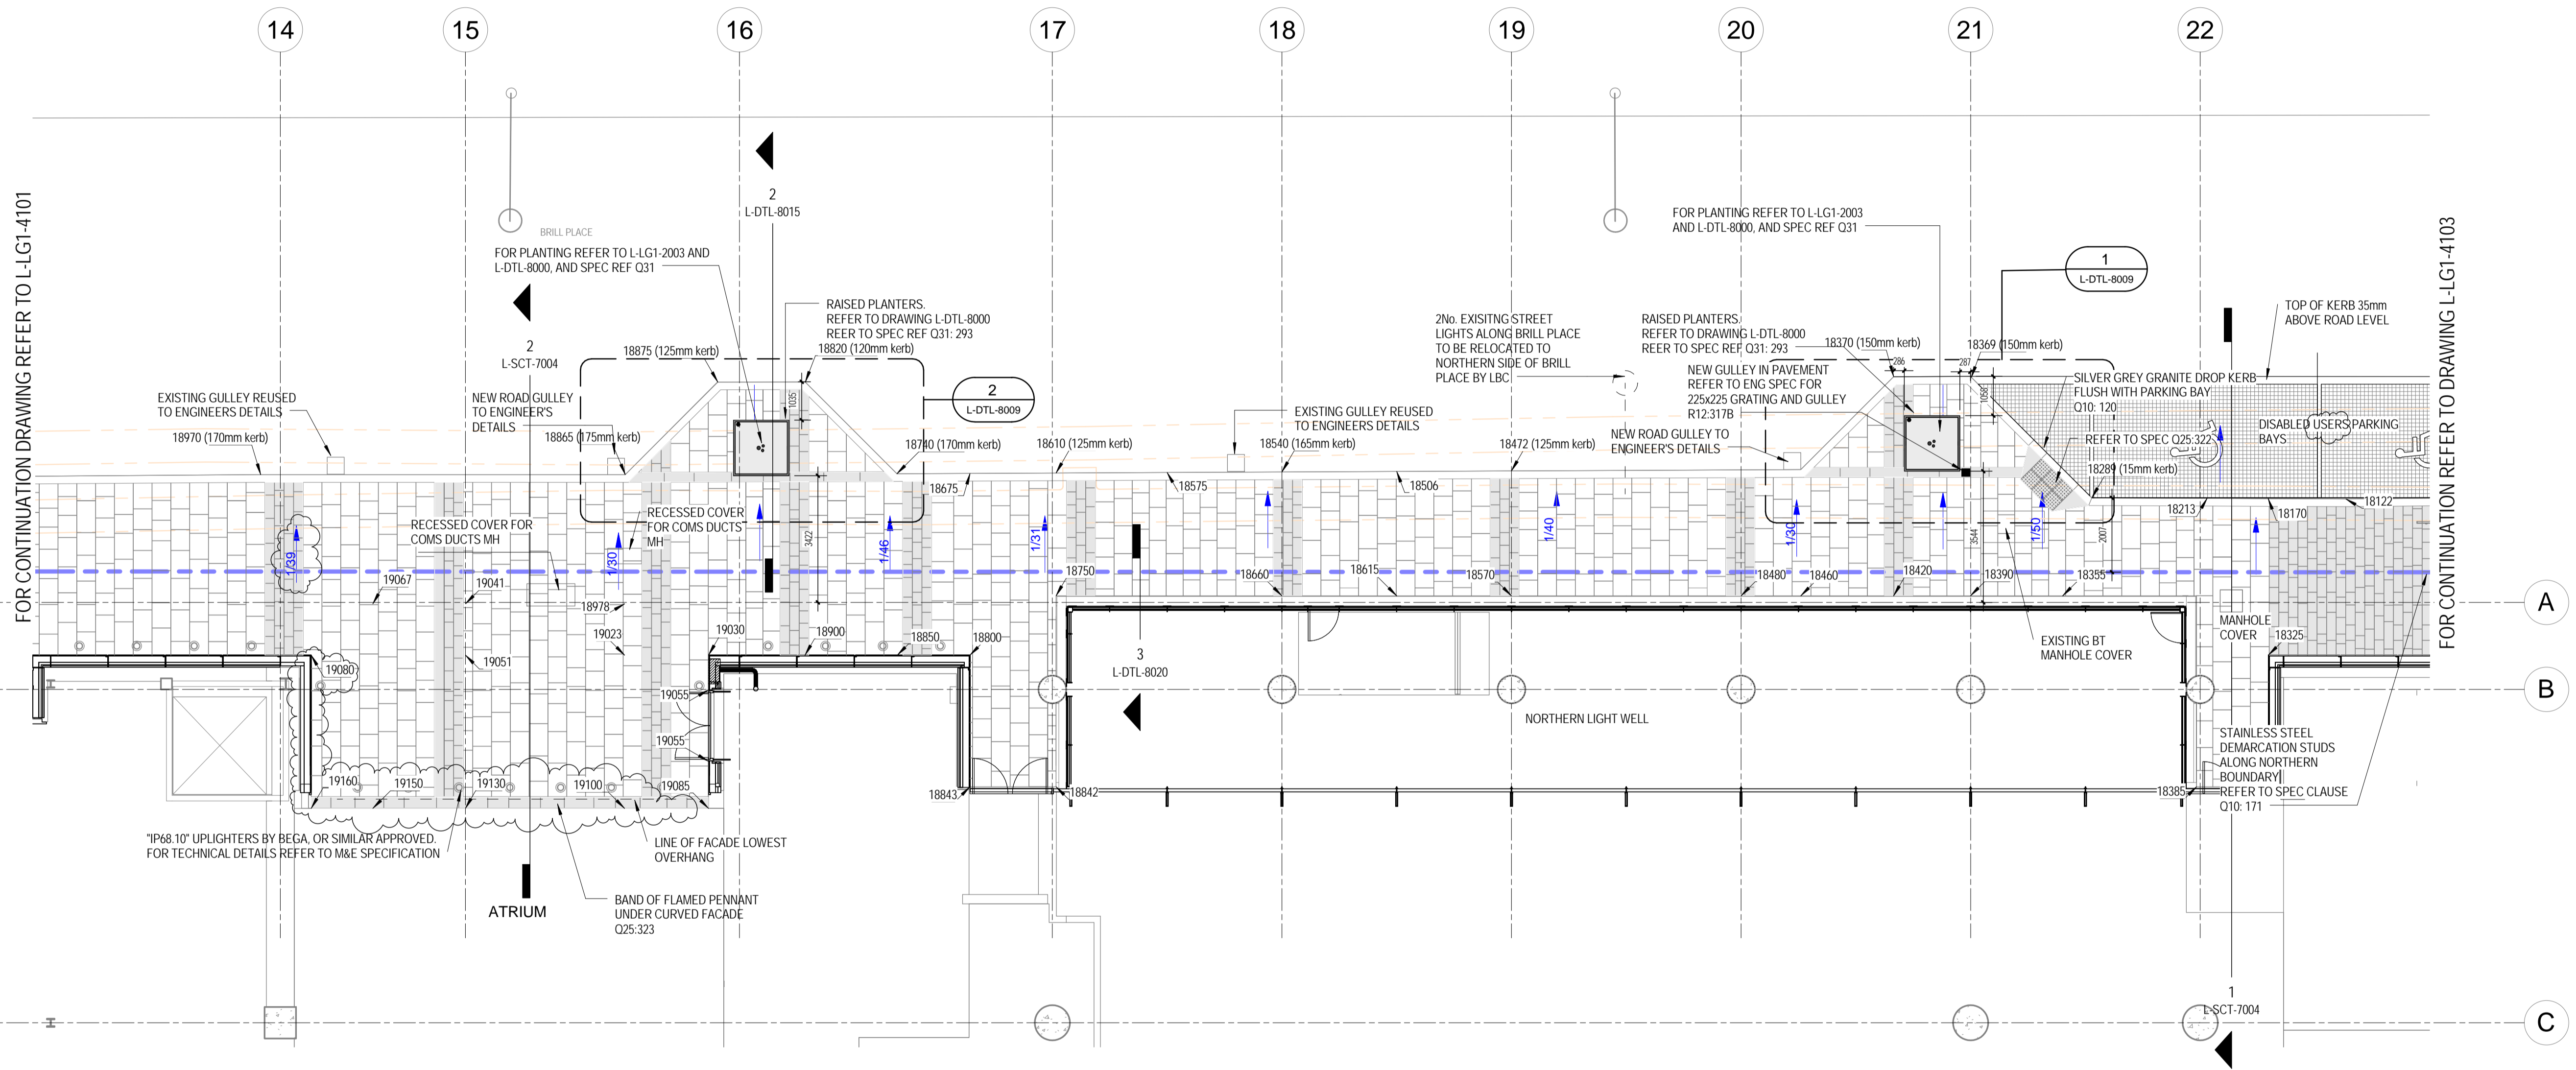 14
15
16
17
18
19
20
21
22
FOR CONTINUATION DRAWING REFER TO L-LG1-4101
FOR CONTINUATION REFER TO DRAWING L-LG1-4103
2
L-DTL-8015
BRILL PLACE
FOR PLANTING REFER TO L-LG1-2003 AND
L-DTL-8000, AND SPEC REF Q31
2
L-SCT-7004
RAISED PLANTERS.
REFER TO DRAWING L-DTL-8000
REER TO SPEC REF Q31: 293
18875 (125mm kerb)
18820 (120mm kerb)
2
L-DTL-8009
EXISTING GULLEY REUSED
TO ENGINEERS DETAILS
18970 (170mm kerb)
NEW ROAD GULLEY
TO ENGINEER'S
DETAILS
18865 (175mm kerb)
1035
18740 (170mm kerb)
18610 (125mm kerb)
18675
EXISTING GULLEY REUSED
TO ENGINEERS DETAILS
18540 (165mm kerb)
18575
18506
18472 (125mm kerb)
2No. EXISITNG STREET
LIGHTS ALONG BRILL PLACE
TO BE RELOCATED TO
NORTHERN SIDE OF BRILL
PLACE BY LBC
FOR PLANTING REFER TO L-LG1-2003
AND L-DTL-8000, AND SPEC REF Q31
RAISED PLANTERS.
REFER TO DRAWING L-DTL-8000
REER TO SPEC REF Q31: 293
18370 (150mm kerb)
18369 (150mm kerb)
286
287
1058
NEW GULLEY IN PAVEMENT
REFER TO ENG SPEC FOR
225x225 GRATING AND GULLEY
R12:317B
NEW ROAD GULLEY TO
ENGINEER'S DETAILS
1
L-DTL-8009
TOP OF KERB 35mm
ABOVE ROAD LEVEL
SILVER GREY GRANITE DROP KERB
FLUSH WITH PARKING BAY
Q10: 120
REFER TO SPEC Q25:322
DISABLED USERS PARKING
BAYS
18289 (15mm kerb)
18213
18170
18122
RECESSED COVER FOR
COMS DUCTS MH
RECESSED COVER
FOR COMS DUCTS
MH
1/39
1/30
3422
1/46
1/31
1/40
1/30
3544
1/50
2007
19067
19041
18978
19023
19051
19080
19030
18900
18850
18800
18750
18660
18615
18570
18480
18460
18420
18390
18355
A
MANHOLE
COVER
18325
EXISTING BT
MANHOLE COVER
3
L-DTL-8020
B
19055
19055
NORTHERN LIGHT WELL
STAINLESS STEEL
DEMARCATION STUDS
ALONG NORTHERN
BOUNDARY
REFER TO SPEC CLAUSE
Q10: 171
19160
19150
19130
19100
19085
18843
18842
18385
"IP68.10" UPLIGHTERS BY BEGA, OR SIMILAR APPROVED.
FOR TECHNICAL DETAILS REFER TO M&E SPECIFICATION
LINE OF FACADE LOWEST
OVERHANG
ATRIUM
BAND OF FLAMED PENNANT
UNDER CURVED FACADE
Q25:323
1
L-SCT-7004
C